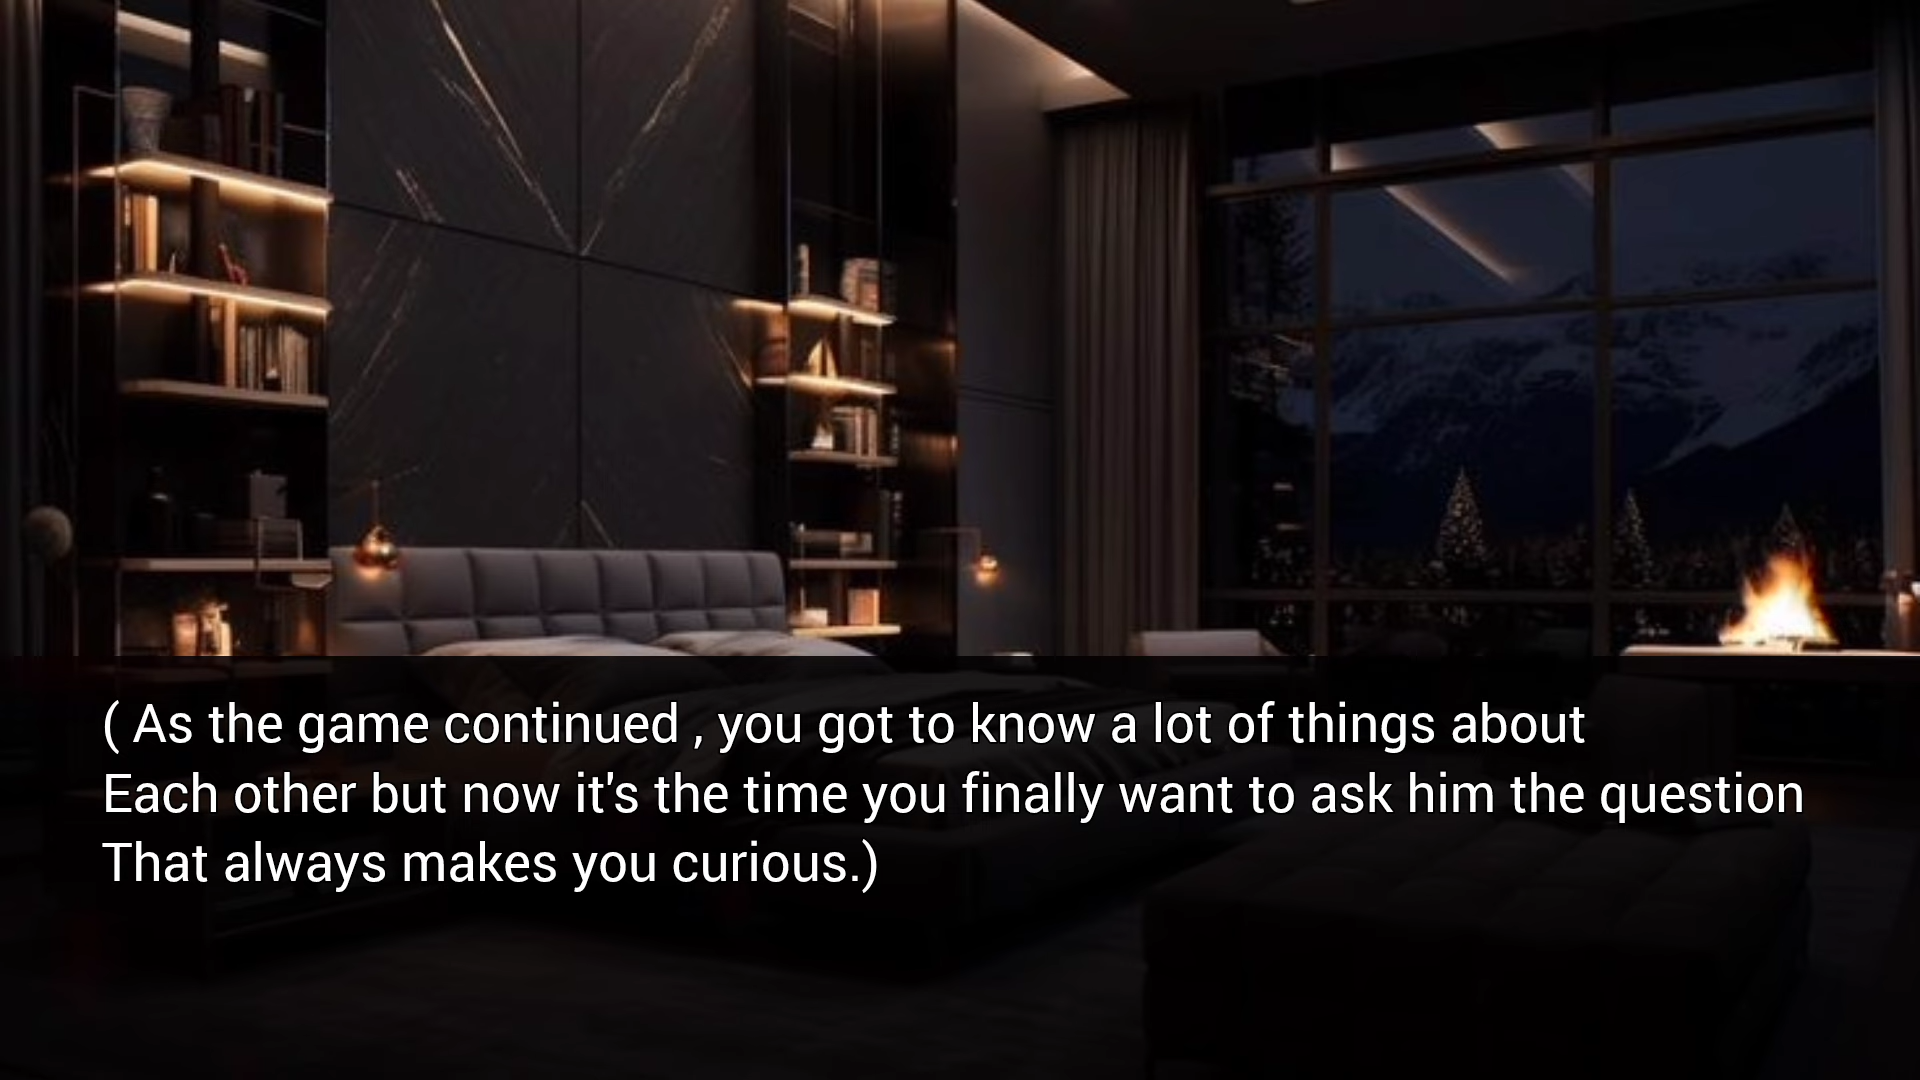 ( As the game continued , you got to know a lot of things about
Each other but now it's the time you finally want to ask him the question
That always makes you curious.)